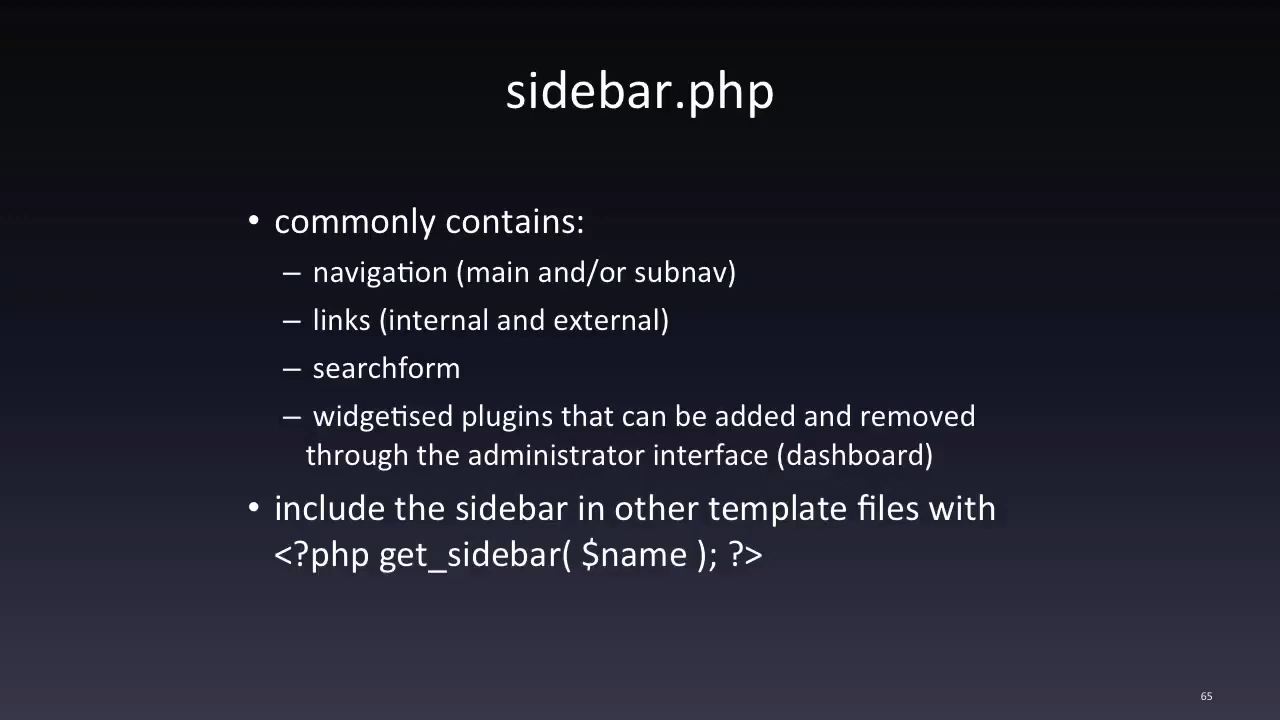 sidebar.php
• commonly contains:
– navigation (main and/or subnav)
– links (internal and external)
– searchform
– widgetised plugins that can be added and removed
through the administrator interface (dashboard)
• include the sidebar in other template files with
<?php get_sidebar( $name ); ?>
65